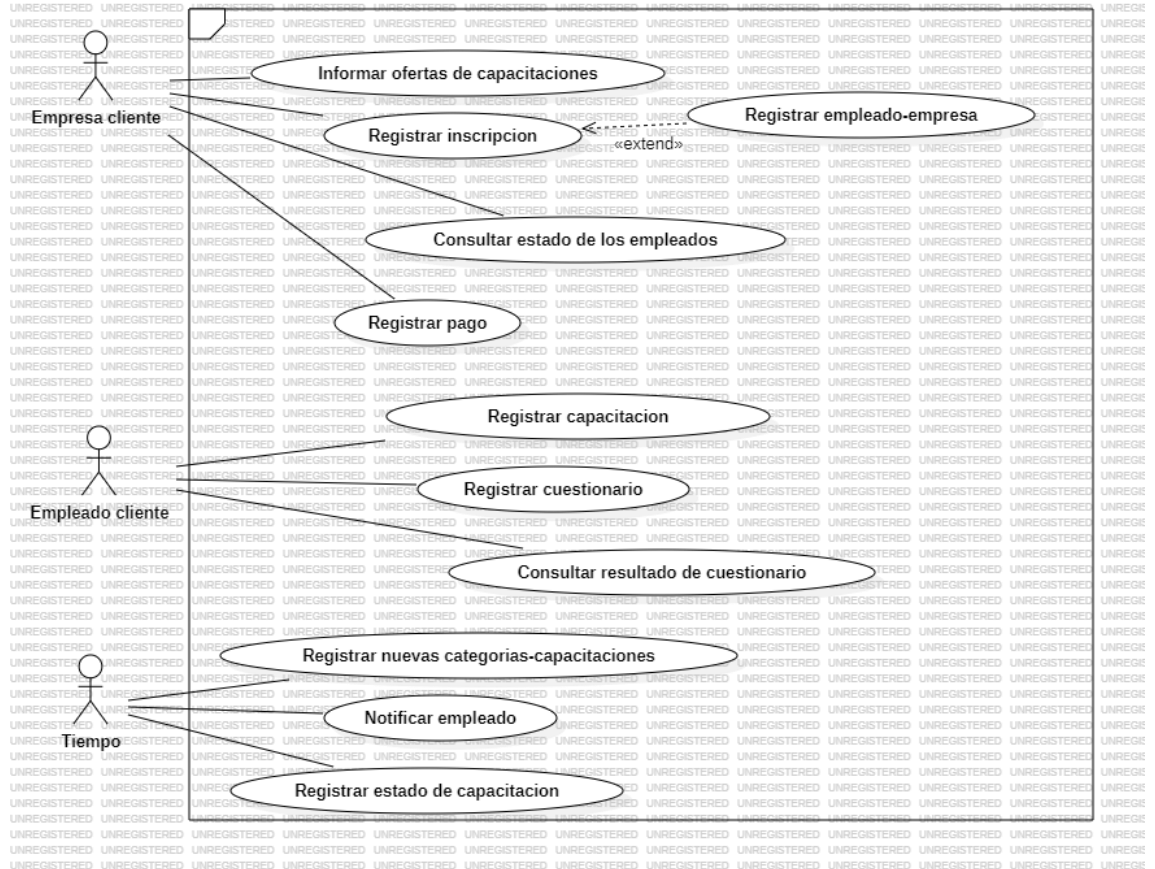 Empresa cliente
Informar ofertas de capacitaciones
Registrar inscripcion
Registrar empleado-empresa
«extend»
Consultar estado de los empleados
Registrar pago
Empleado cliente
Registrar capacitacion
Registrar cuestionario
Consultar resultado de cuestionario
Tiempo
Registrar nuevas categorias-capacitaciones
Notificar empleado
Registrar estado de capacitacion
UNREGISTERED